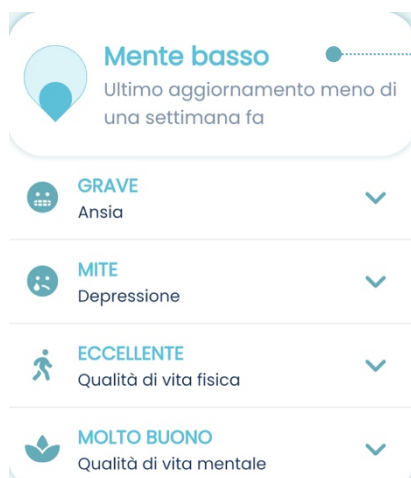 Mente basso
Ultimo aggiornamento meno di
una settimana fa
GRAVE
Ansia
MITE
Depressione
ECCELLENTE
Qualità di vita fisica
MOLTO BUONO
Qualità di vita mentale